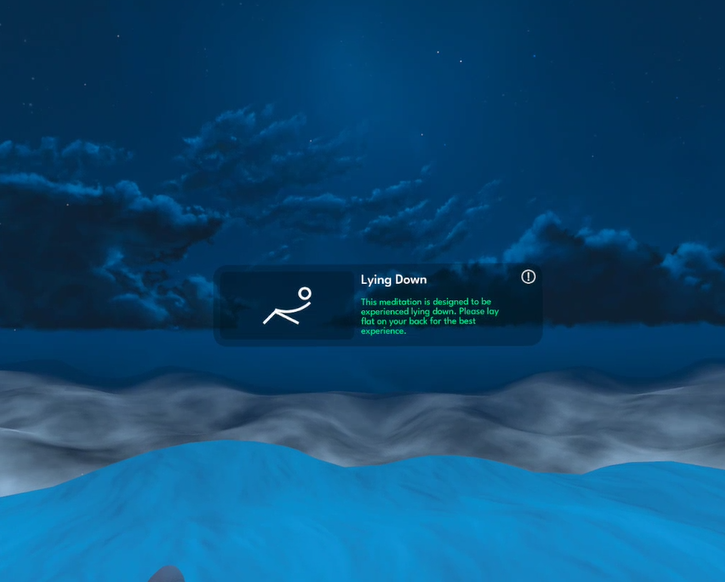 Lying Down
This meditation is designed to be
experienced lying down. Please lay
flat on your back for the best
experience.